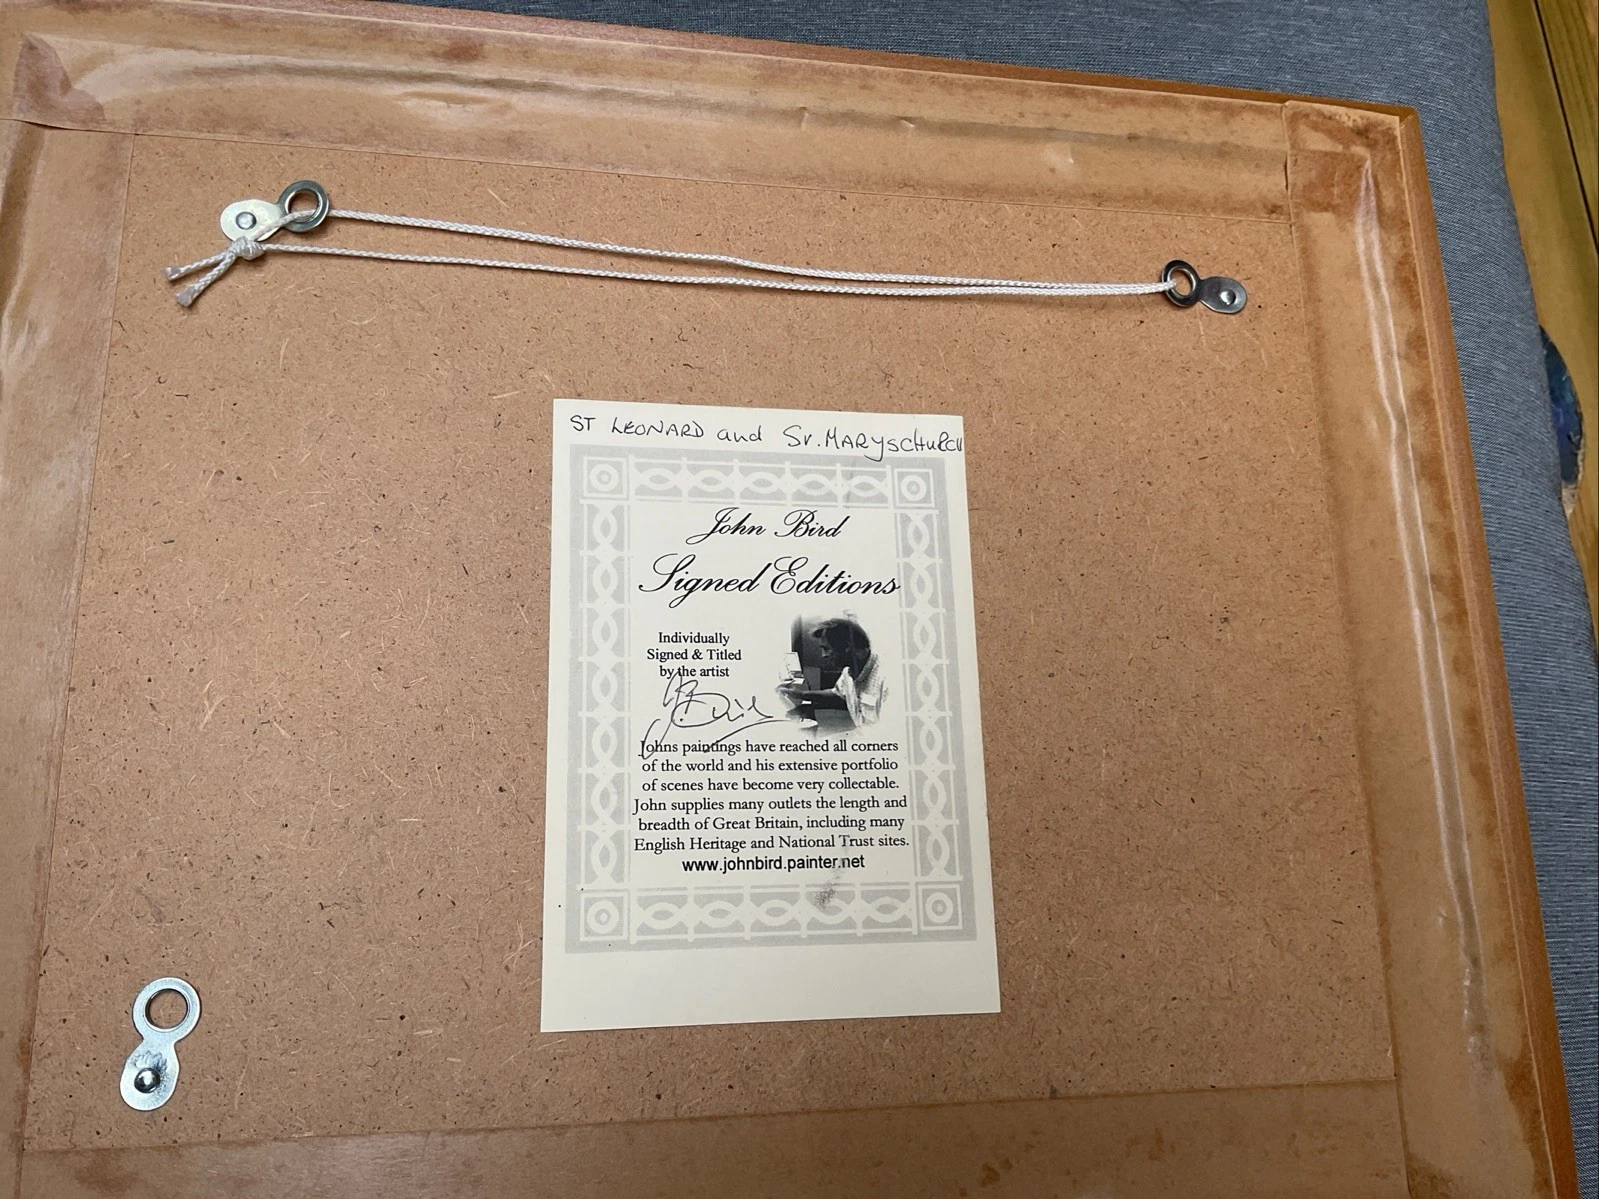 ST LEONARD and ST. MARYSCHURCH
John Bird
Signed Editions
Individually
Signed & Titled
by the artist
J Bird
Johns paintings have reached all corners
of the world and his extensive portfolio
of scenes have become very collectable.
John supplies many outlets the length and
breadth of Great Britain, including many
English Heritage and National Trust sites.
www.johnbird.painter.net